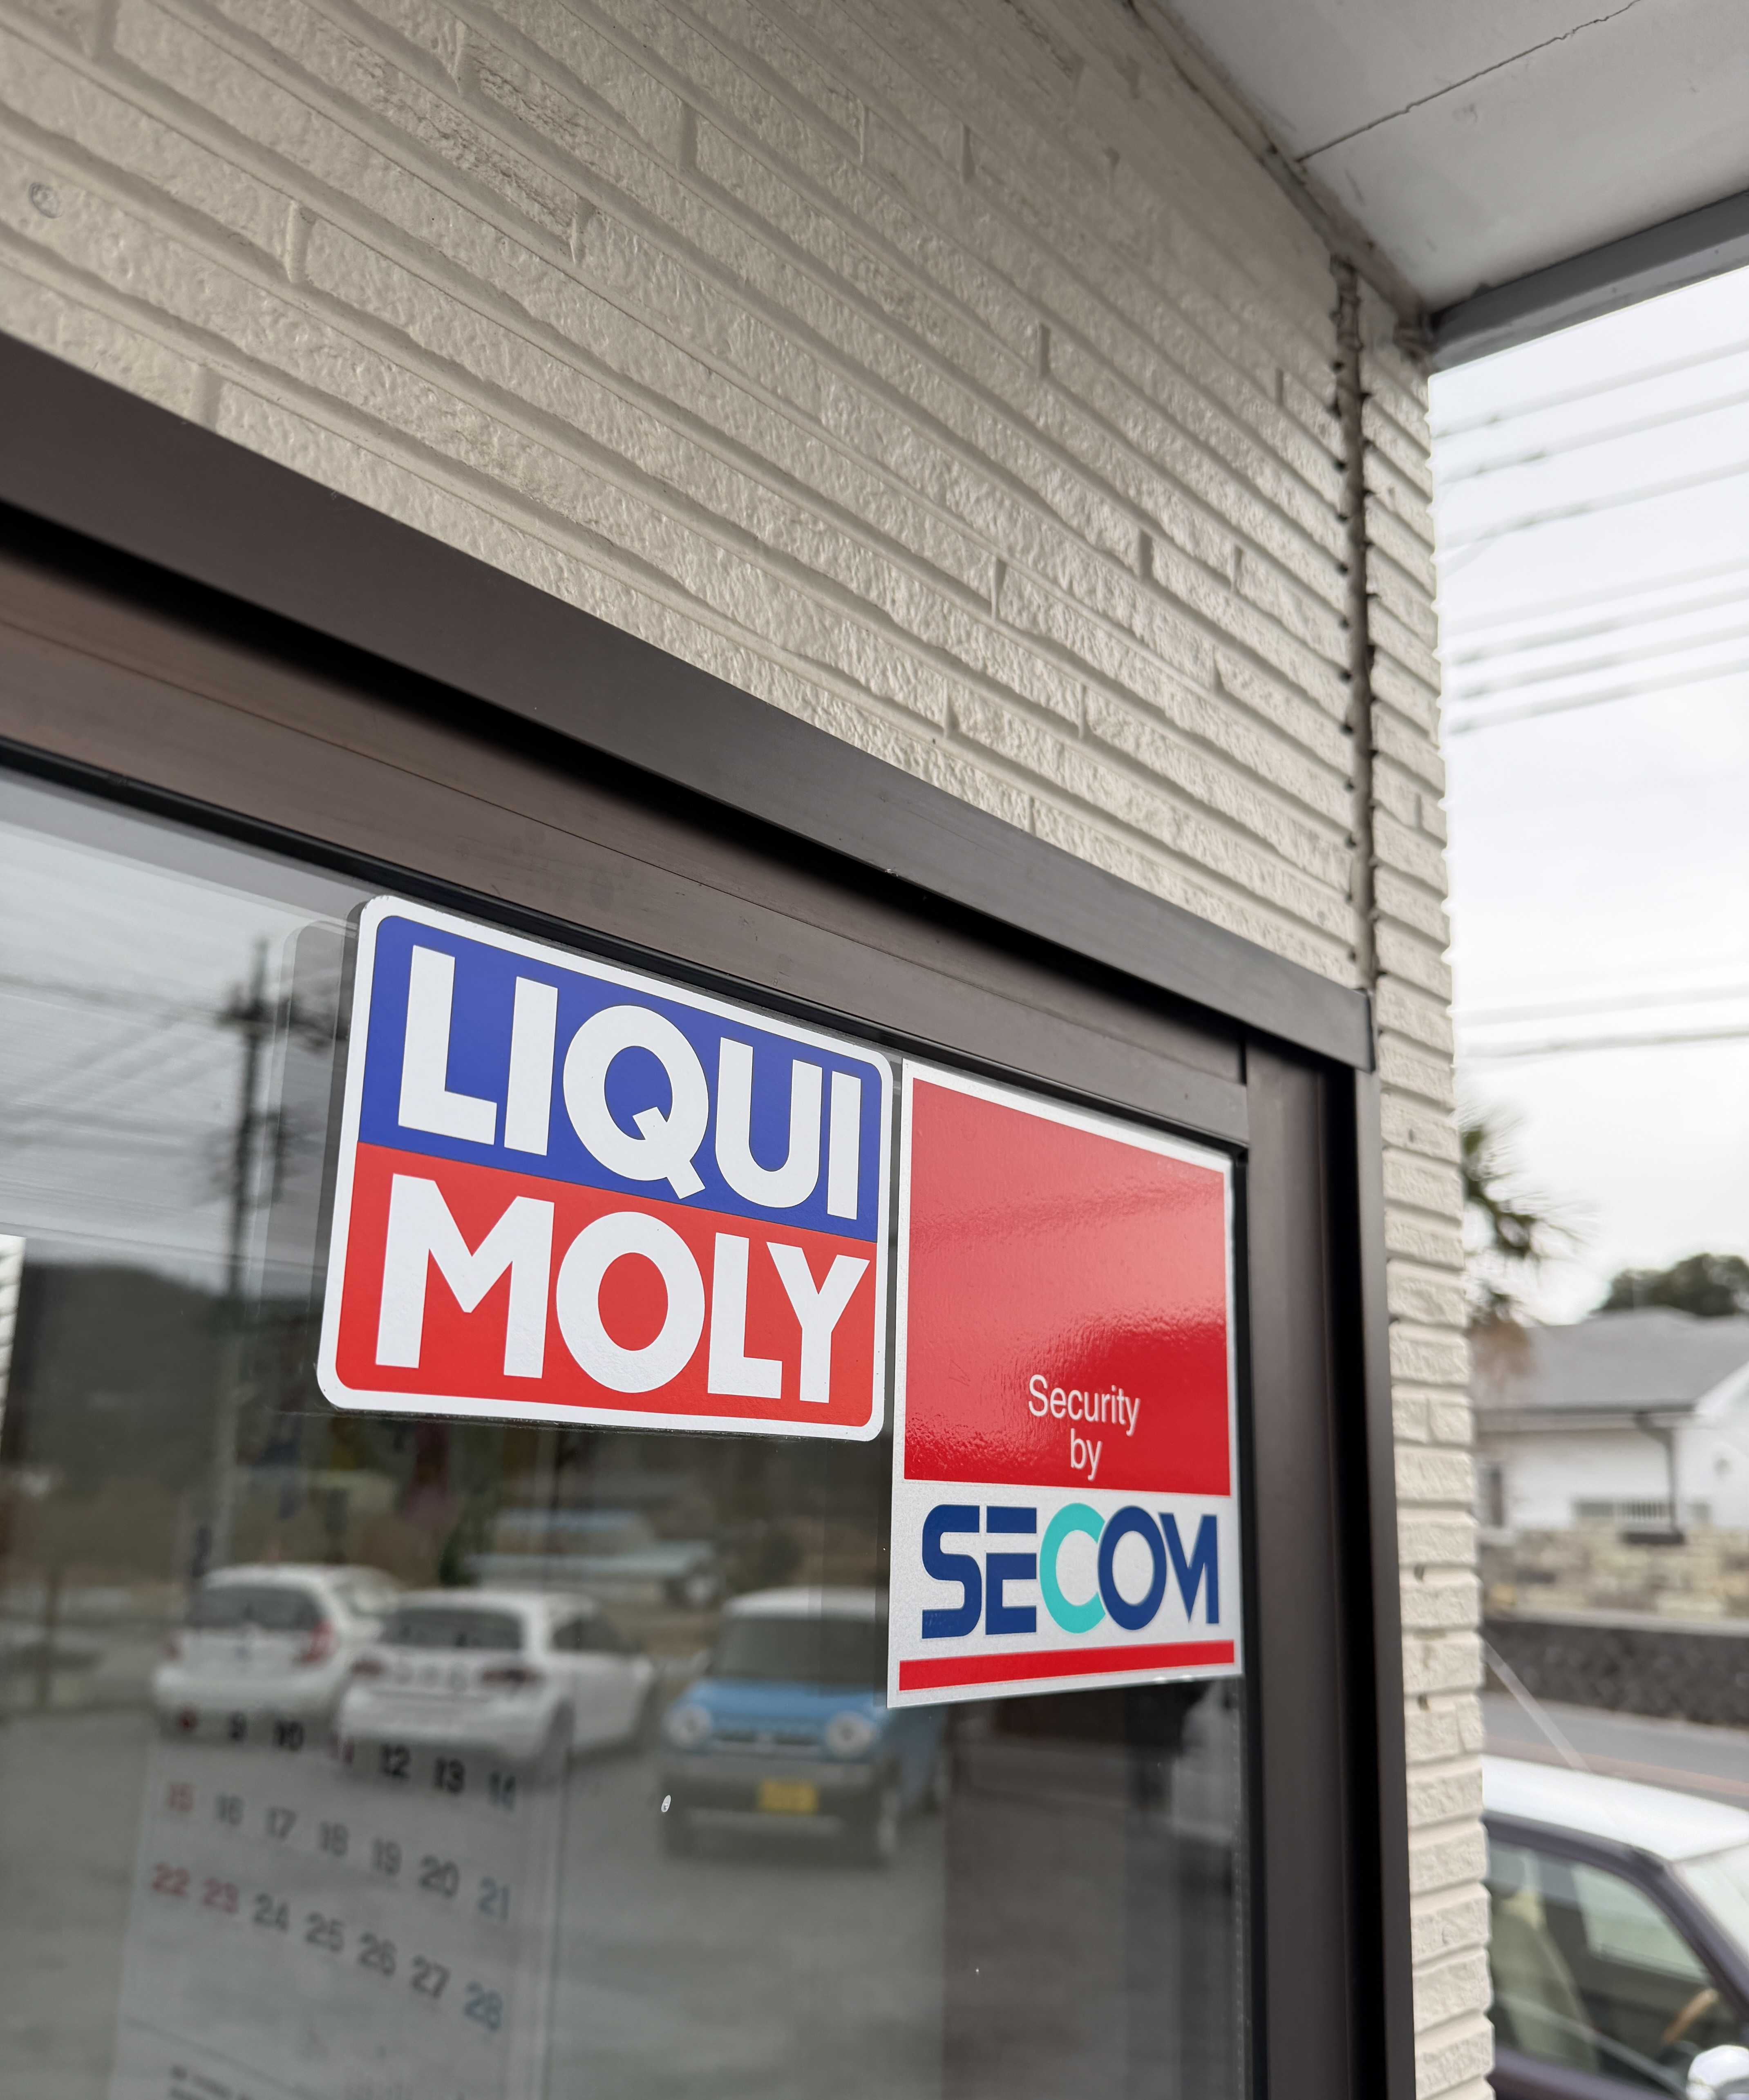 LIQUI
MOLY
Security
by
SECOM
9 10 11 12 13 14
15 16 17 18 19 20 21
22 23 24 25 26 27 28